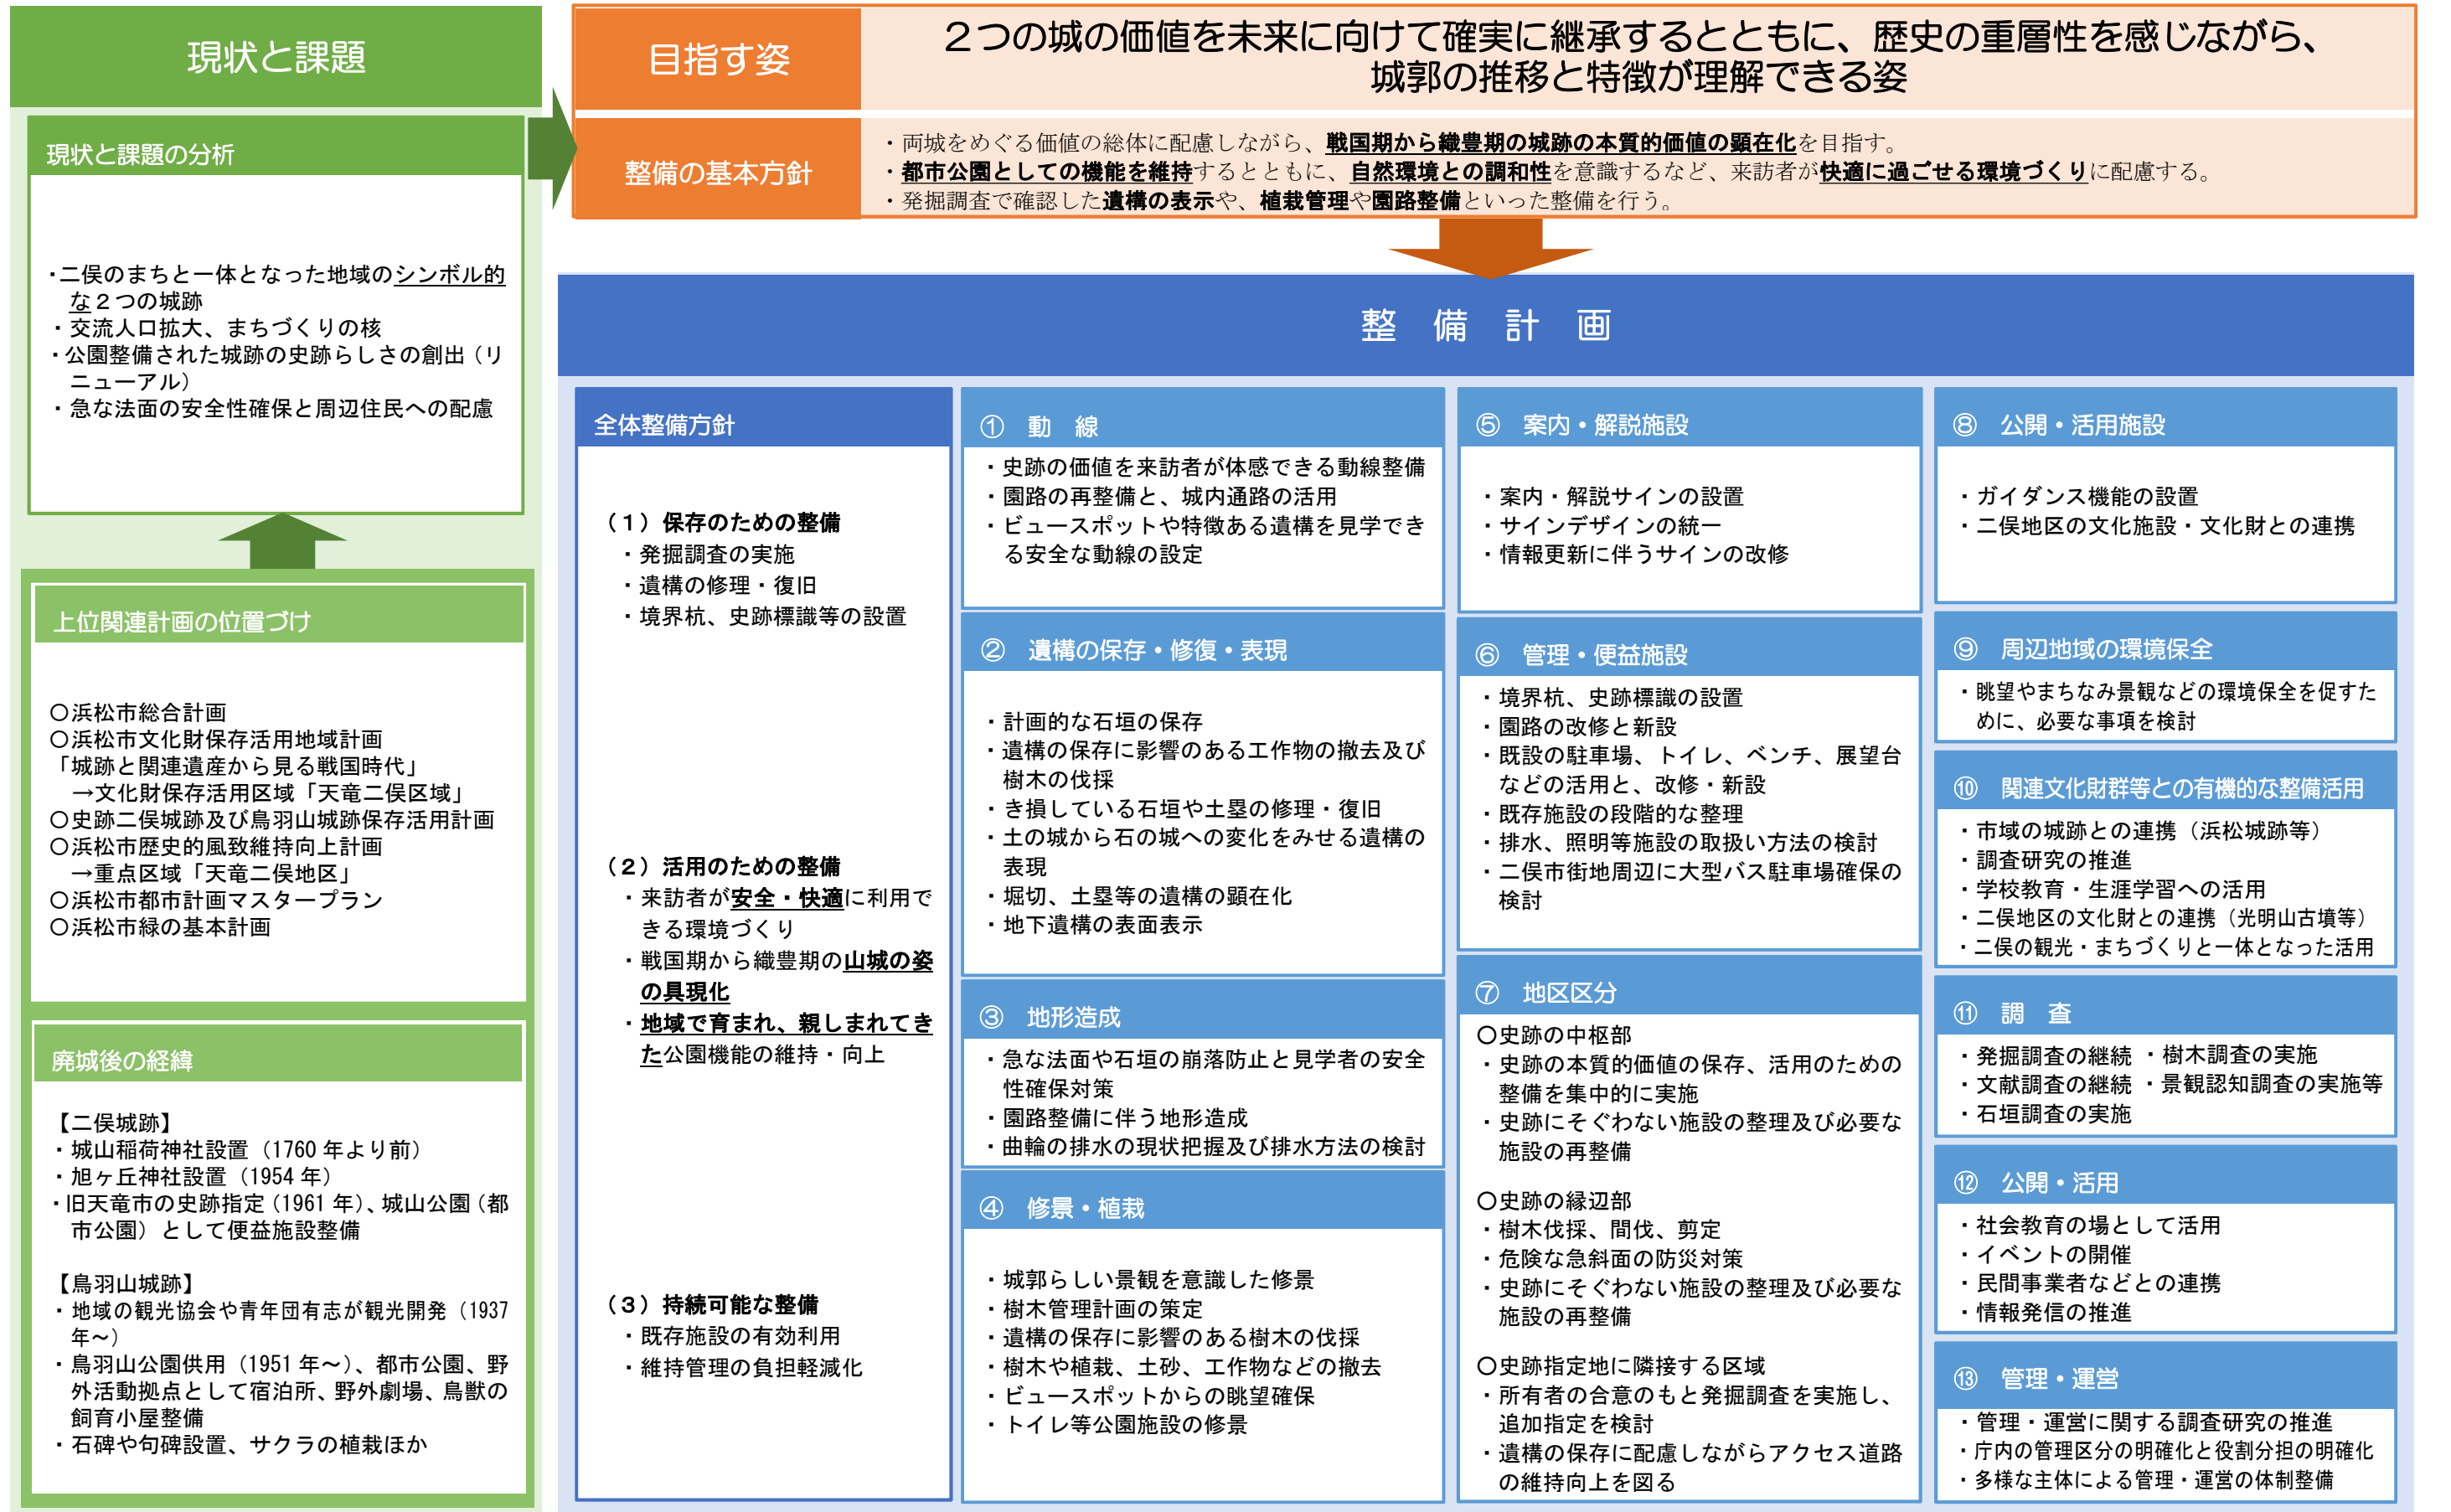 現状と課題
現状と課題の分析
・二俣のまちと一体となった地域のシンボル的
な２つの城跡
・交流人口拡大、まちづくりの核
・公園整備された城跡の史跡らしさの創出（リ
ニューアル）
・急な法面の安全性確保と周辺住民への配慮
上位関連計画の位置づけ
○浜松市総合計画
○浜松市文化財保存活用地域計画
「城跡と関連遺産から見る戦国時代」
→文化財保存活用区域「天竜二俣区域」
○史跡二俣城跡及び鳥羽山城跡保存活用計画
○浜松市歴史的風致維持向上計画
→重点区域「天竜二俣地区」
○浜松市都市計画マスタープラン
○浜松市緑の基本計画
廃城後の経緯
【二俣城跡】
・城山稲荷神社設置（1760 年より前）
・旭ヶ丘神社設置（1954 年）
・旧天竜市の史跡指定（1961 年）、城山公園（都
市公園）として便益施設整備
【鳥羽山城跡】
・地域の観光協会や青年団有志が観光開発（1937
年～）
・鳥羽山公園供用（1951 年～）、都市公園、野
外活動拠点として宿泊所、野外劇場、鳥獣の
飼育小屋整備
・石碑や句碑設置、サクラの植栽ほか
目指す姿
２つの城の価値を未来に向けて確実に継承するとともに、歴史の重層性を感じながら、
城郭の推移と特徴が理解できる姿
整備の基本方針
・両城をめぐる価値の総体に配慮しながら、戦国期から織豊期の城跡の本質的価値の顕在化を目指す。
・都市公園としての機能を維持するとともに、自然環境との調和性を意識するなど、来訪者が快適に過ごせる環境づくりに配慮する。
・発掘調査で確認した遺構の表示や、植栽管理や園路整備といった整備を行う。
整　備　計　画
全体整備方針
（１）保存のための整備
・発掘調査の実施
・遺構の修理・復旧
・境界杭、史跡標識等の設置
（２）活用のための整備
・来訪者が安全・快適に利用で
きる環境づくり
・戦国期から織豊期の山城の姿
の具現化
・地域で育まれ、親しまれてき
た公園機能の維持・向上
（３）持続可能な整備
・既存施設の有効利用
・維持管理の負担軽減化
①　動　線
・史跡の価値を来訪者が体感できる動線整備
・園路の再整備と、城内通路の活用
・ビュースポットや特徴ある遺構を見学でき
る安全な動線の設定
②　遺構の保存・修復・表現
・計画的な石垣の保存
・遺構の保存に影響のある工作物の撤去及び
樹木の伐採
・き損している石垣や土塁の修理・復旧
・土の城から石の城への変化をみせる遺構の
表現
・堀切、土塁等の遺構の顕在化
・地下遺構の表面表示
③　地形造成
・急な法面や石垣の崩落防止と見学者の安全
性確保対策
・園路整備に伴う地形造成
・曲輪の排水の現状把握及び排水方法の検討
④　修景・植栽
・城郭らしい景観を意識した修景
・樹木管理計画の策定
・遺構の保存に影響のある樹木の伐採
・樹木や植栽、土砂、工作物などの撤去
・ビュースポットからの眺望確保
・トイレ等公園施設の修景
⑤　案内・解説施設
・案内・解説サインの設置
・サインデザインの統一
・情報更新に伴うサインの改修
⑥　管理・便益施設
・境界杭、史跡標識の設置
・園路の改修と新設
・既設の駐車場、トイレ、ベンチ、展望台
などの活用と、改修・新設
・既存施設の段階的な整理
・排水、照明等施設の取扱い方法の検討
・二俣市街地周辺に大型バス駐車場確保の
検討
⑦　地区区分
○史跡の中枢部
・史跡の本質的価値の保存、活用のための
整備を集中的に実施
・史跡にそぐわない施設の整理及び必要な
施設の再整備
○史跡の縁辺部
・樹木伐採、間伐、剪定
・危険な急斜面の防災対策
・史跡にそぐわない施設の整理及び必要な
施設の再整備
○史跡指定地に隣接する区域
・所有者の合意のもと発掘調査を実施し、
追加指定を検討
・遺構の保存に配慮しながらアクセス道路
の維持向上を図る
⑧　公開・活用施設
・ガイダンス機能の設置
・二俣地区の文化施設・文化財との連携
⑨　周辺地域の環境保全
・眺望やまちなみ景観などの環境保全を促すた
めに、必要な事項を検討
⑩　関連文化財群等との有機的な整備活用
・市域の城跡との連携（浜松城跡等）
・調査研究の推進
・学校教育・生涯学習への活用
・二俣地区の文化財との連携（光明山古墳等）
・二俣の観光・まちづくりと一体となった活用
⑪　調　査
・発掘調査の継続 ・樹木調査の実施
・文献調査の継続 ・景観認知調査の実施等
・石垣調査の実施
⑫　公開・活用
・社会教育の場として活用
・イベントの開催
・民間事業者などとの連携
・情報発信の推進
⑬　管理・運営
・管理・運営に関する調査研究の推進
・庁内の管理区分の明確化と役割分担の明確化
・多様な主体による管理・運営の体制整備